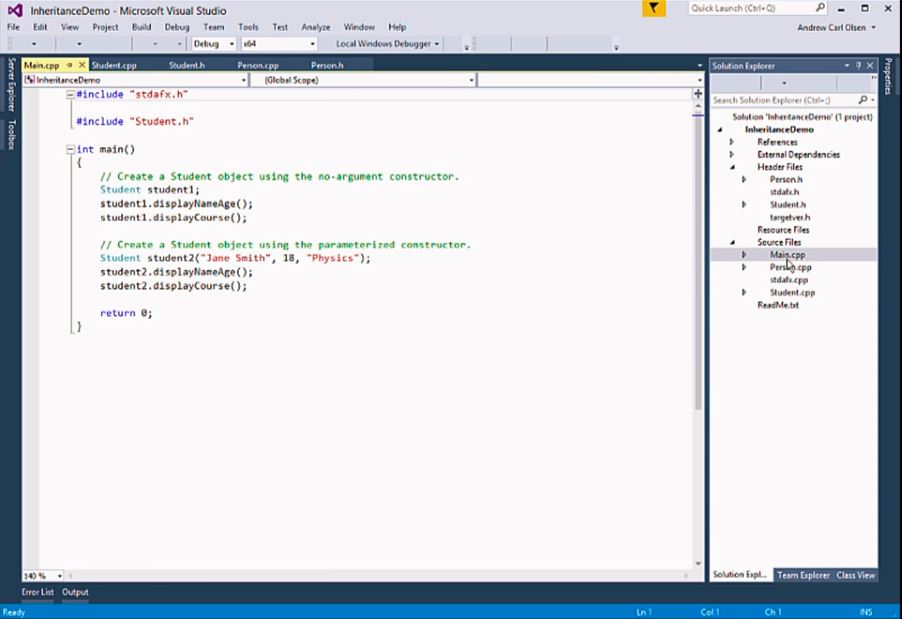 InheritanceDemo - Microsoft Visual Studio
Quick Launch (Ctrl+Q)
File Edit View Project Build Debug Team Tools Test Analyze Window Help
Andrew Carl Olsen
Debug x64 Local Windows Debugger
Server Explorer
Toolbox
Main.cpp Student.cpp Student.h Person.cpp Person.h
InheritanceDemo (Global Scope)
#include "stdafx.h"
#include "Student.h"
int main()
{
// Create a Student object using the no-argument constructor.
Student student1;
student1.displayNameAge();
student1.displayCourse();
// Create a Student object using the parameterized constructor.
Student student2("Jane Smith", 18, "Physics");
student2.displayNameAge();
student2.displayCourse();
return 0;
}
140 %
Solution Explorer
Search Solution Explorer (Ctrl+;)
Solution 'InheritanceDemo' (1 project)
InheritanceDemo
References
External Dependencies
Header Files
Person.h
stdafx.h
Student.h
targetver.h
Resource Files
Source Files
Main.cpp
Person.cpp
stdafx.cpp
Student.cpp
ReadMe.txt
Solution Expl... Team Explorer Class View
Properties
Error List Output
Ready Ln 1 Col 1 Ch 1 INS